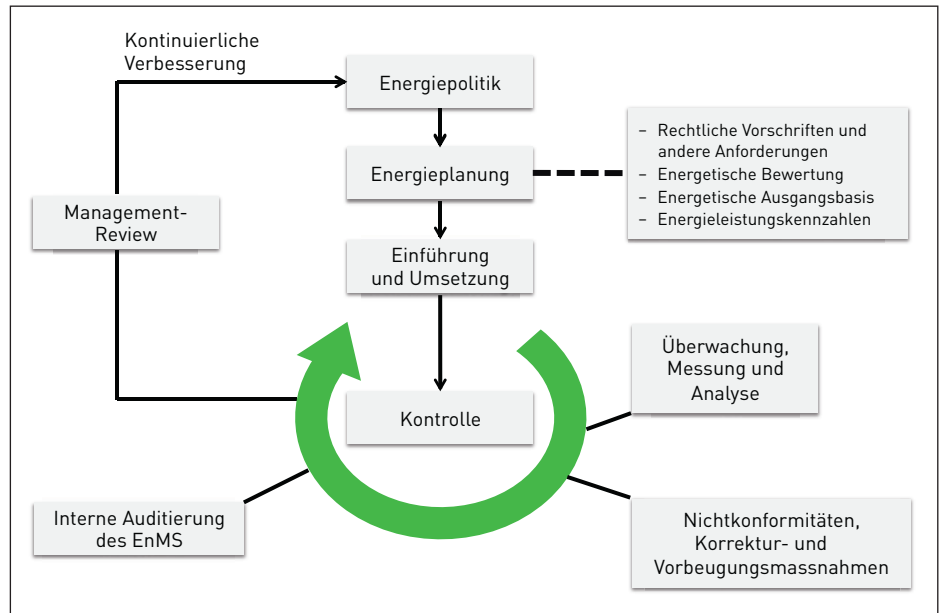 Kontinuierliche
Verbesserung
Energiepolitik
– Rechtliche Vorschriften und
andere Anforderungen
– Energetische Bewertung
– Energetische Ausgangsbasis
– Energieleistungskennzahlen
Energieplanung
Management-
Review
Einführung
und Umsetzung
Überwachung,
Messung und
Analyse
Kontrolle
Interne Auditierung
des EnMS
Nichtkonformitäten,
Korrektur- und
Vorbeugungsmassnahmen